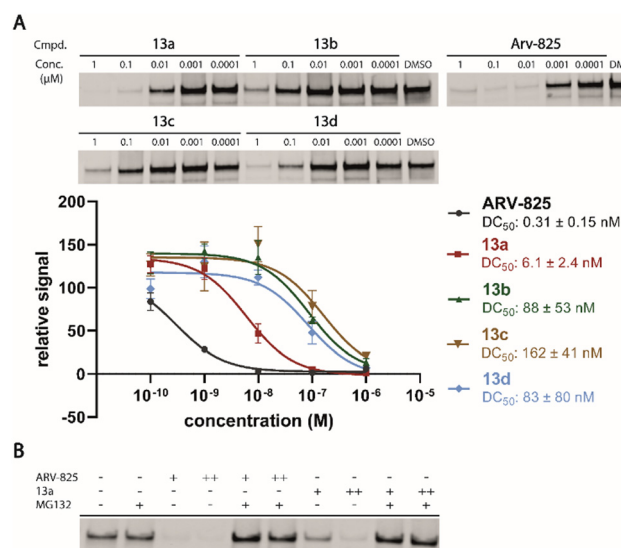 A
Cmpd. 13a 13b Arv-825
Conc. (μM) 1 0.1 0.01 0.001 0.0001 1 0.1 0.01 0.001 0.0001 DMSO 1 0.1 0.01 0.001 0.0001
13c 13d
1 0.1 0.01 0.001 0.0001 1 0.1 0.01 0.001 0.0001 DMSO
relative signal
200
150
100
50
0
-50
10⁻¹⁰ 10⁻⁹ 10⁻⁸ 10⁻⁷ 10⁻⁶ 10⁻⁵
concentration (M)
ARV-825
DC₅₀: 0.31 ± 0.15 nM
13a
DC₅₀: 6.1 ± 2.4 nM
13b
DC₅₀: 88 ± 53 nM
13c
DC₅₀: 162 ± 41 nM
13d
DC₅₀: 83 ± 80 nM
B
ARV-825 - - + ++ + ++ - - - -
13a - - - - - - + ++ + ++
MG132 - + - - + + - - + +